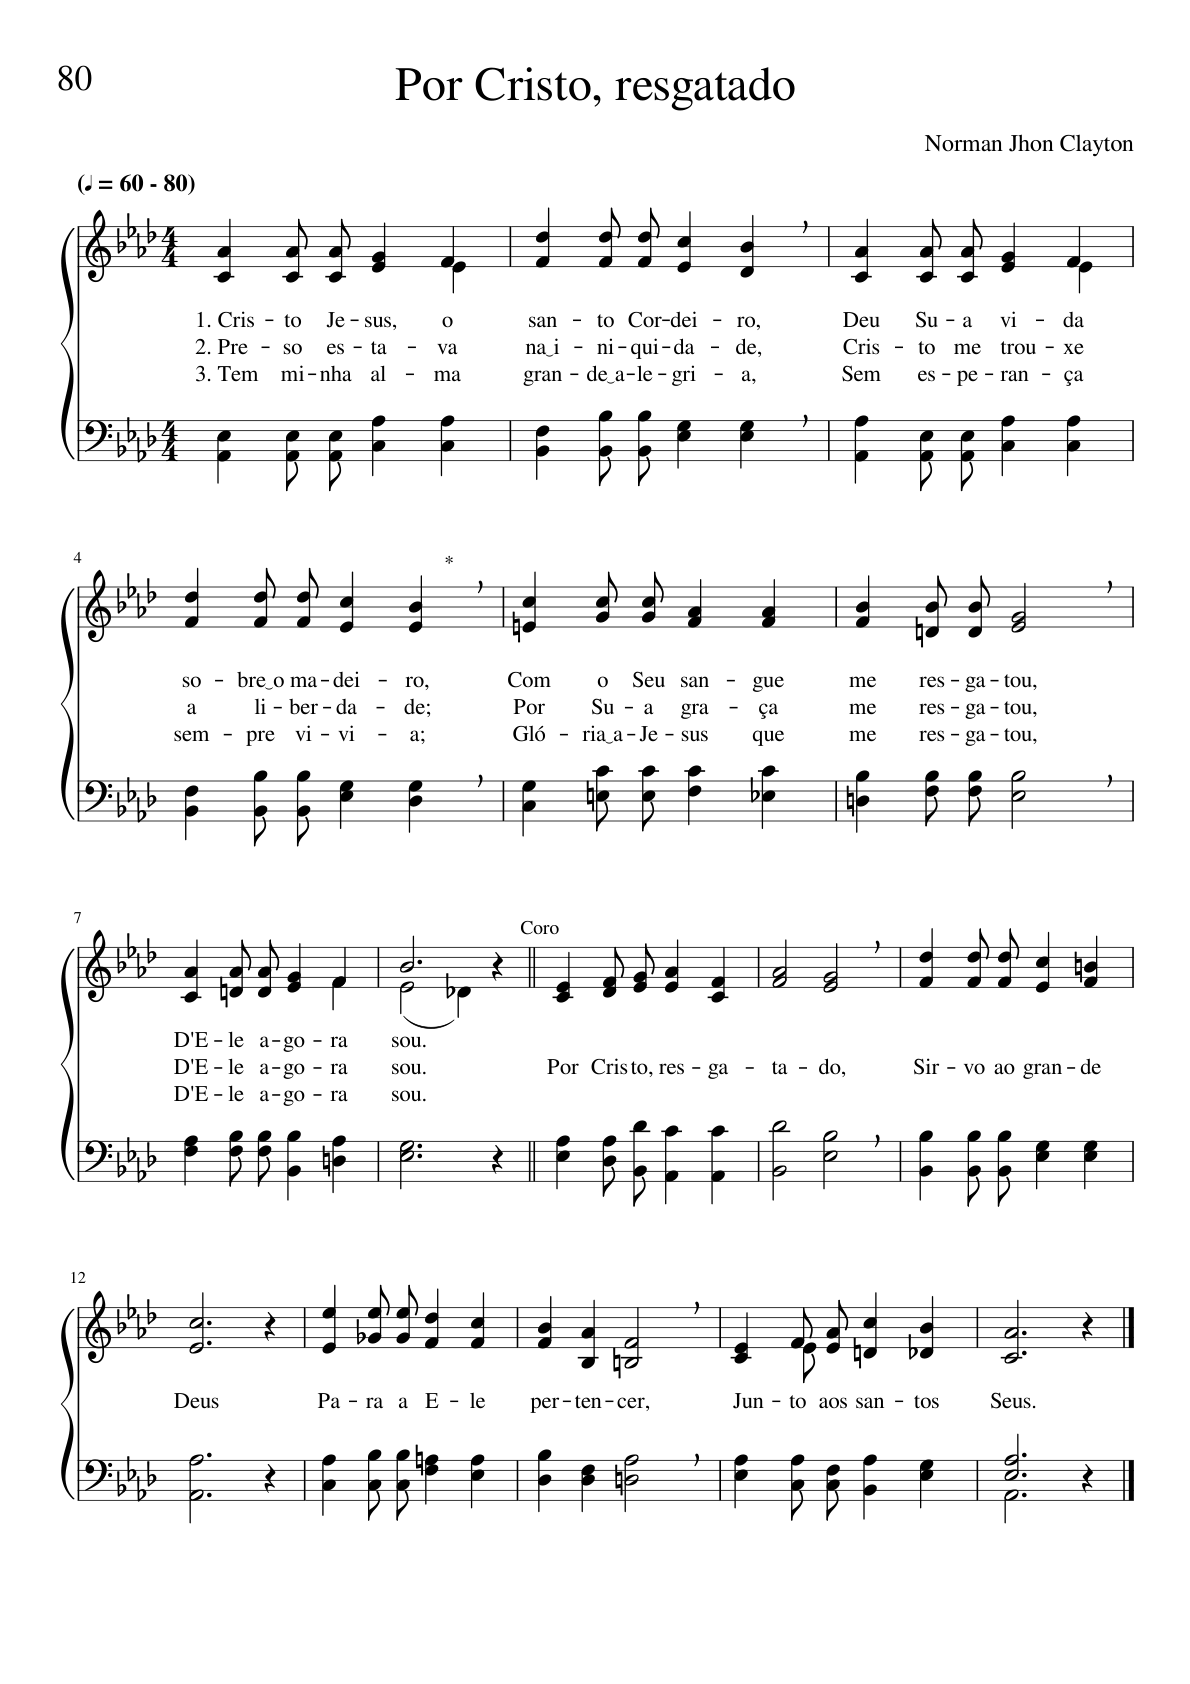 80
Por Cristo, resgatado
Norman Jhon Clayton
(♩ = 60 - 80)
1. Cris - to Je - sus, o san - to Cor - dei - ro, Deu Su - a vi - da
2. Pre - so es - ta - va na‿i - ni - qui - da - de, Cris - to me trou - xe
3. Tem mi - nha al - ma gran - de‿a - le - gri - a, Sem es - pe - ran - ça
4
*
so - bre‿o ma - dei - ro, Com o Seu san - gue me res - ga - tou,
a li - ber - da - de; Por Su - a gra - ça me res - ga - tou,
sem - pre vi - vi - a; Gló - ria‿a - Je - sus que me res - ga - tou,
7
Coro
D'E - le a - go - ra sou.
D'E - le a - go - ra sou. Por Cris to, res - ga - ta - do, Sir - vo ao gran - de
D'E - le a - go - ra sou.
12
Deus Pa - ra a E - le per - ten - cer, Jun - to aos san - tos Seus.